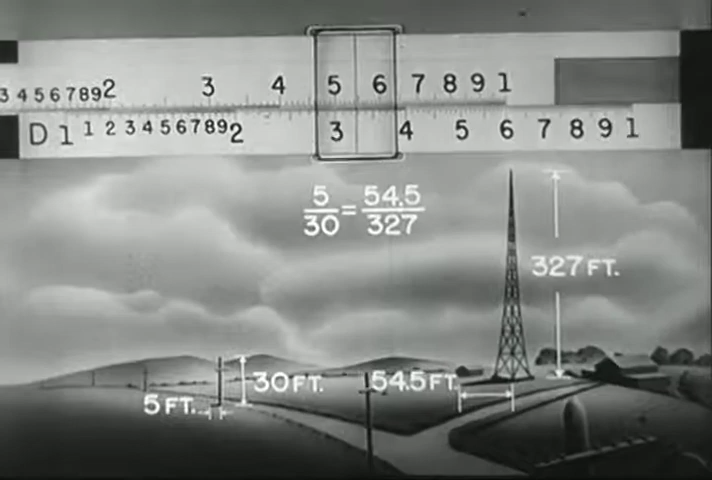 3 4 5 6 7 8 9 2 3 4 5 6 7 8 9 1
D 1 1 2 3 4 5 6 7 8 9 2 3 4 5 6 7 8 9 1
5/30 = 54.5/327
327 FT.
30 FT.
54.5 FT.
5 FT.